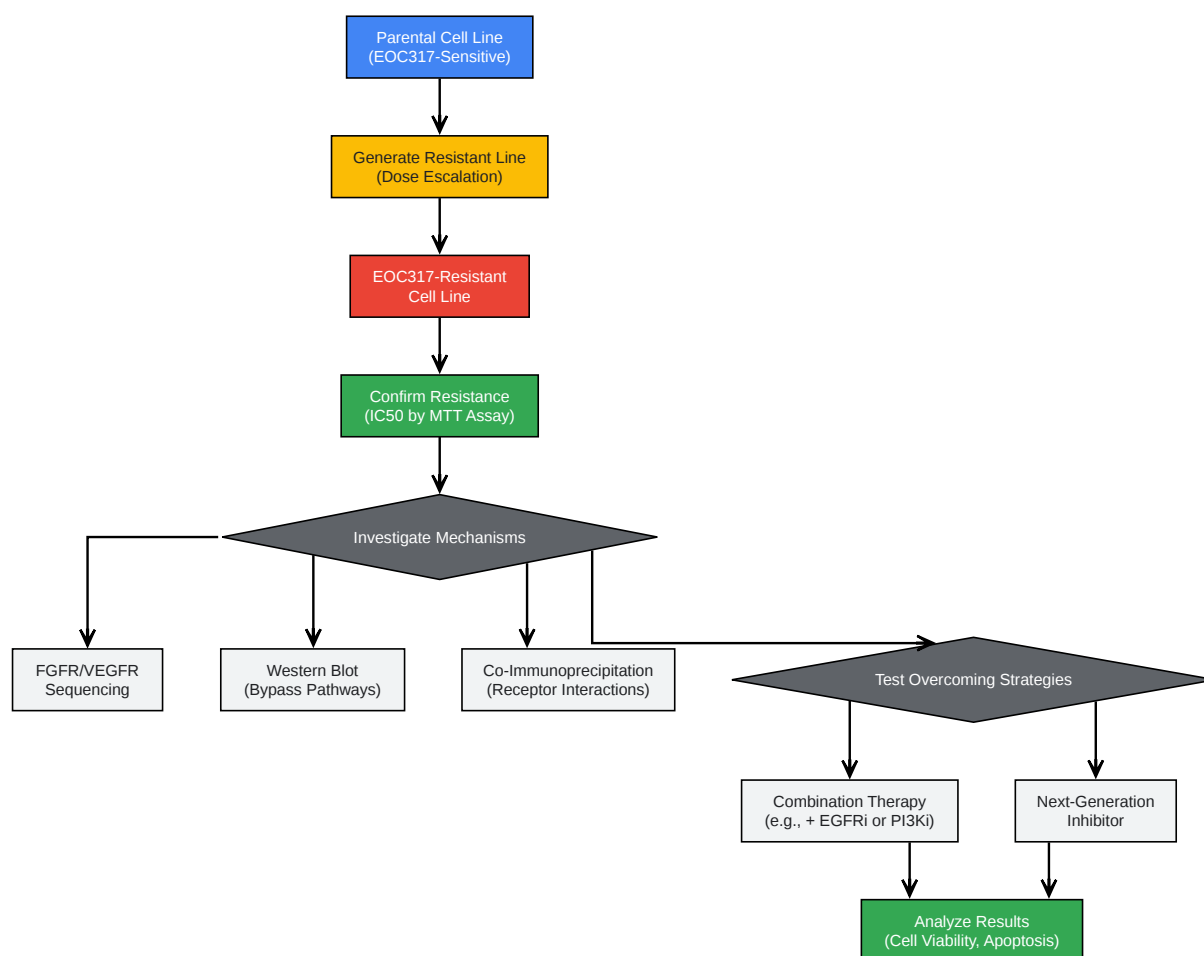 Parental Cell Line
(EOC317-Sensitive)
Generate Resistant Line
(Dose Escalation)
EOC317-Resistant
Cell Line
Confirm Resistance
(IC50 by MTT Assay)
Investigate Mechanisms
FGFR/VEGFR
Sequencing
Western Blot
(Bypass Pathways)
Co-Immunoprecipitation
(Receptor Interactions)
Test Overcoming Strategies
Combination Therapy
(e.g., + EGFRi or PI3Ki)
Next-Generation
Inhibitor
Analyze Results
(Cell Viability, Apoptosis)